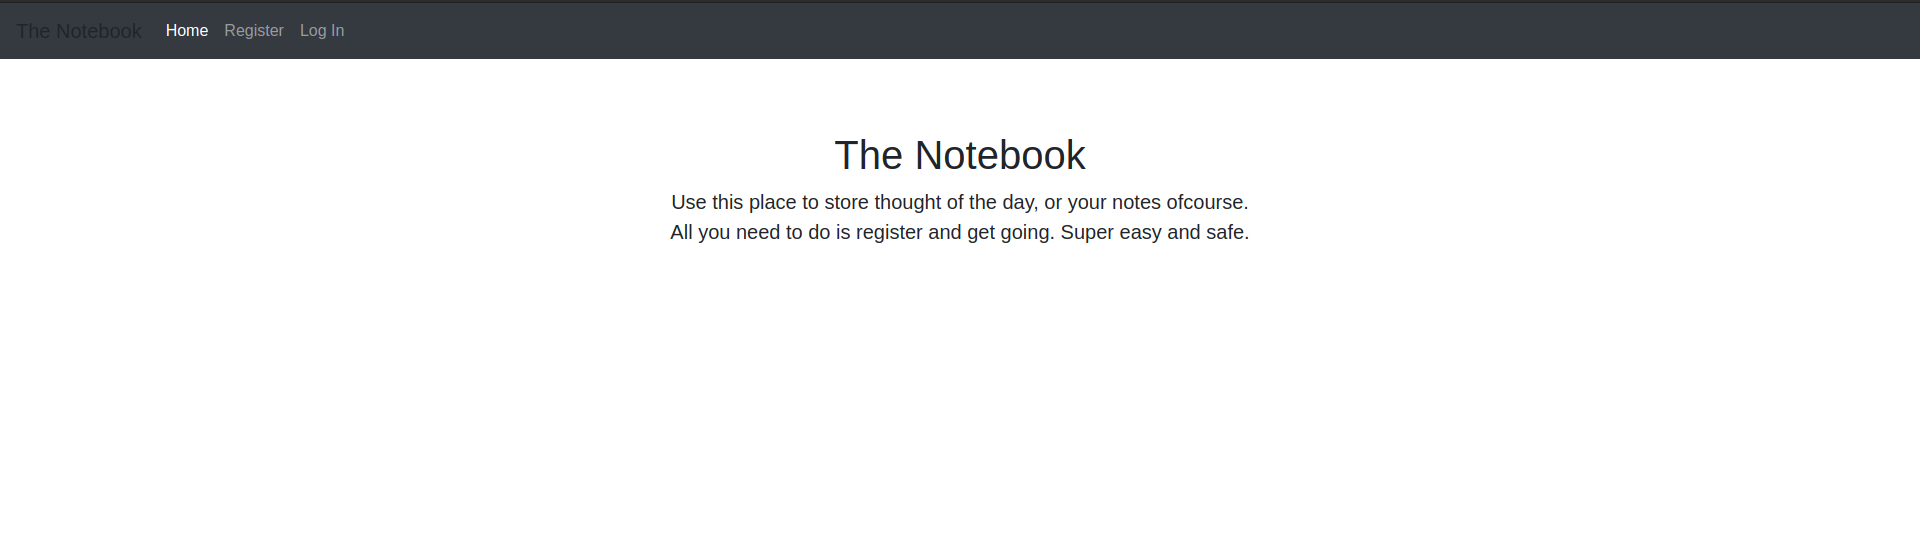 The Notebook Home Register Log In
The Notebook
Use this place to store thought of the day, or your notes ofcourse.
All you need to do is register and get going. Super easy and safe.